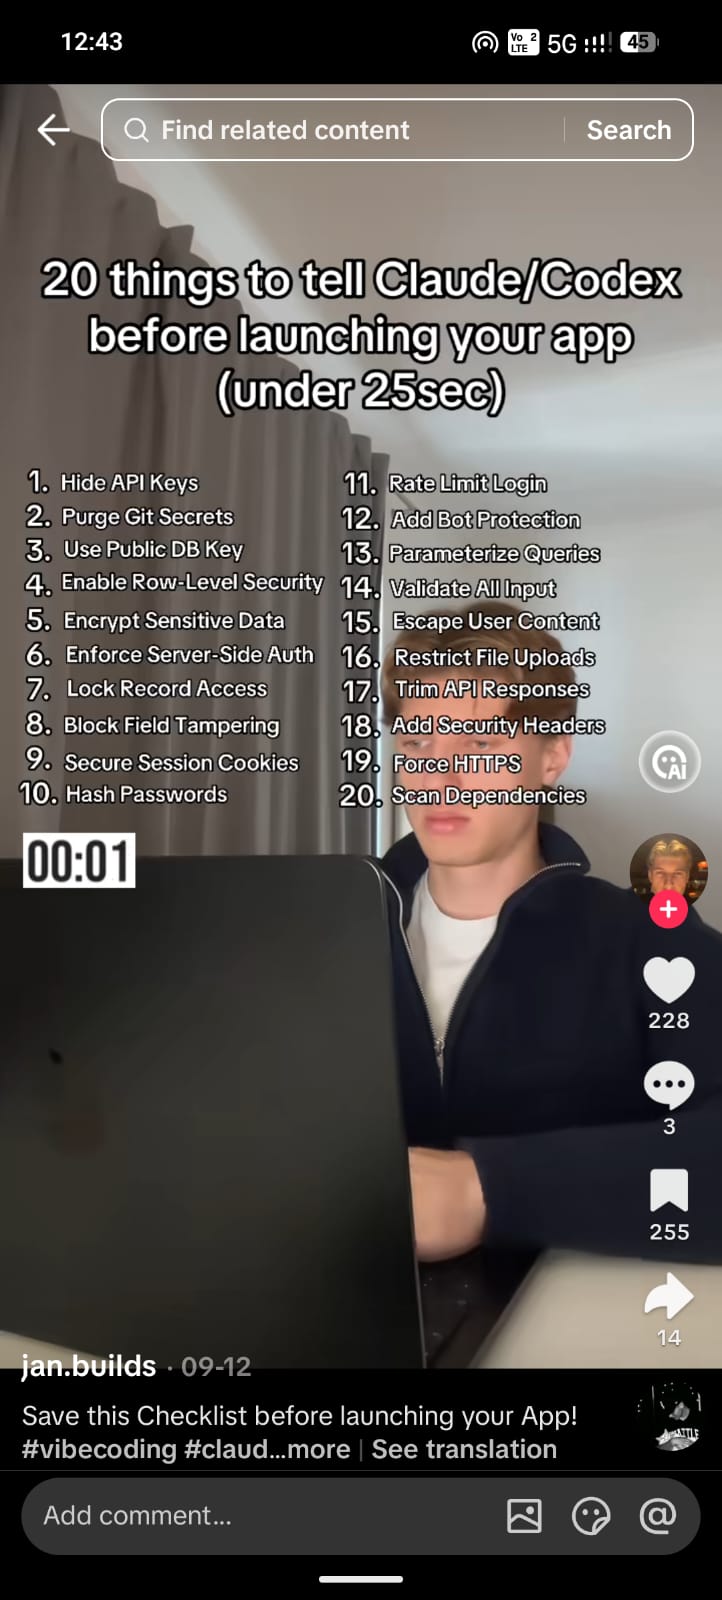 12:43
Vo 2
LTE
5G
45
Find related content
Search
20 things to tell Claude/Codex
before launching your app
(under 25sec)
1. Hide API Keys
2. Purge Git Secrets
3. Use Public DB Key
4. Enable Row-Level Security
5. Encrypt Sensitive Data
6. Enforce Server-Side Auth
7. Lock Record Access
8. Block Field Tampering
9. Secure Session Cookies
10. Hash Passwords
11. Rate Limit Login
12. Add Bot Protection
13. Parameterize Queries
14. Validate All Input
15. Escape User Content
16. Restrict File Uploads
17. Trim API Responses
18. Add Security Headers
19. Force HTTPS
20. Scan Dependencies
00:01
AI
228
3
255
14
jan.builds · 09-12
Save this Checklist before launching your App!
#vibecoding #claud...more | See translation
Add comment...